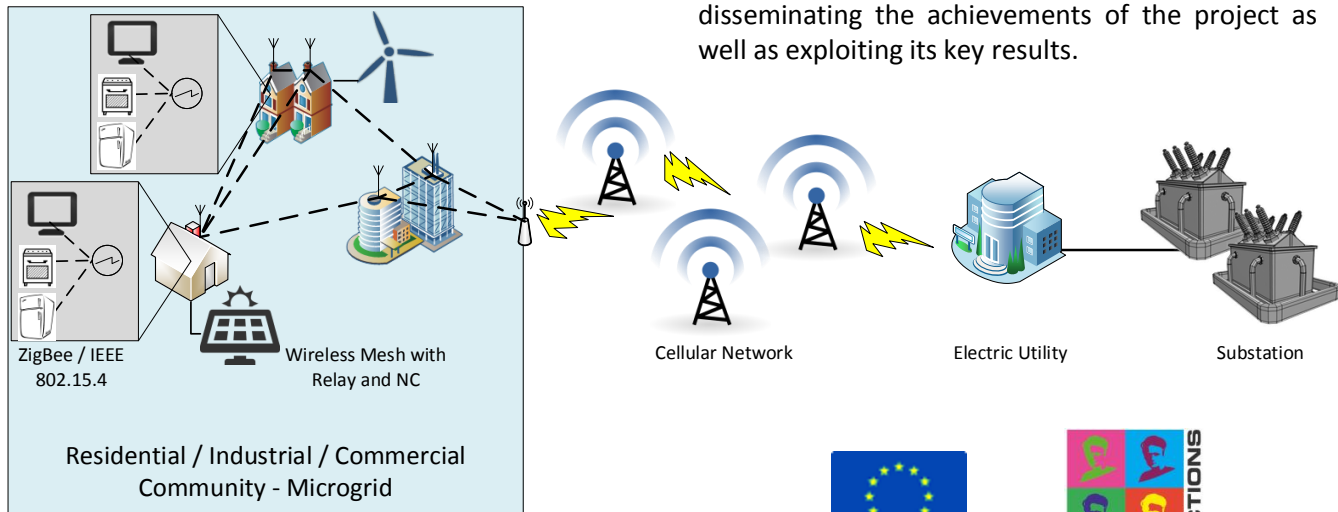 disseminating the achievements of the project as
well as exploiting its key results.
ZigBee / IEEE
802.15.4
Wireless Mesh with
Relay and NC
Cellular Network
Electric Utility
Substation
Residential / Industrial / Commercial
Community - Microgrid